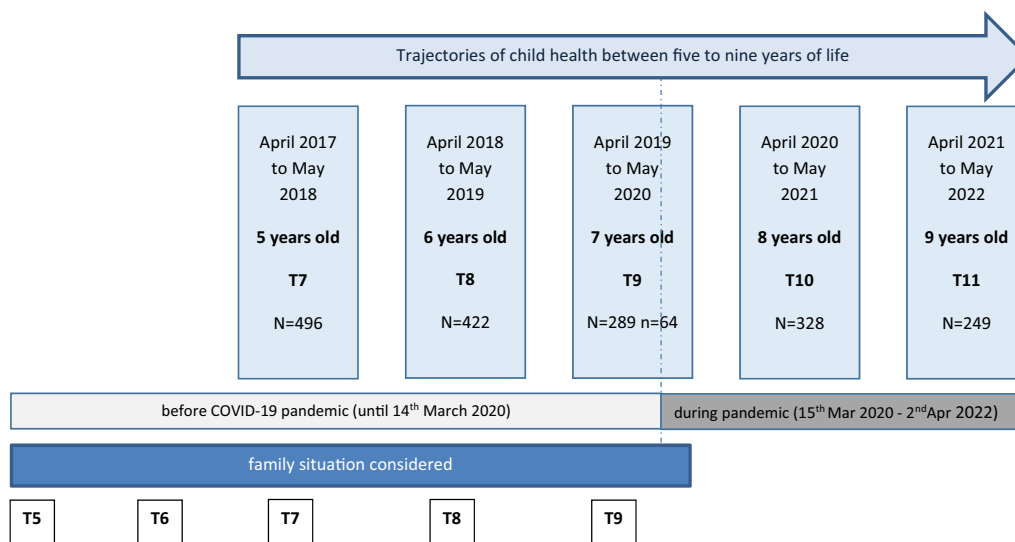 Trajectories of child health between five to nine years of life
April 2017
to May
2018
5 years old
T7
N=496
April 2018
to May
2019
6 years old
T8
N=422
April 2019
to May
2020
7 years old
T9
N=289 n=64
April 2020
to May
2021
8 years old
T10
N=328
April 2021
to May
2022
9 years old
T11
N=249
before COVID-19 pandemic (until 14th March 2020)
during pandemic (15th Mar 2020 - 2nd Apr 2022)
family situation considered
T5
T6
T7
T8
T9